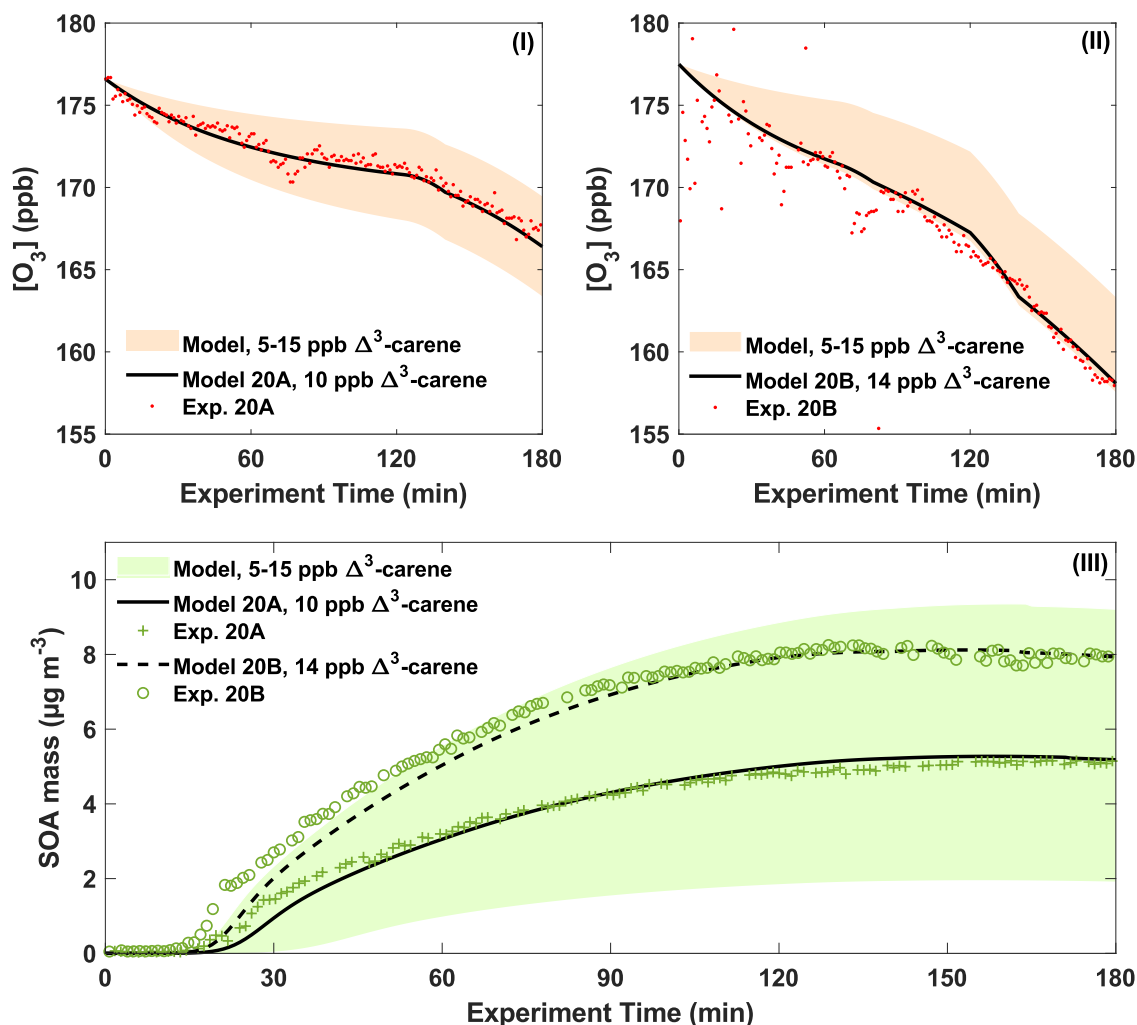 (I)
[O3] (ppb)
180
175
170
165
160
155
Model, 5-15 ppb Δ³-carene
Model 20A, 10 ppb Δ³-carene
Exp. 20A
0 60 120 180
Experiment Time (min)
(II)
[O3] (ppb)
180
175
170
165
160
155
Model, 5-15 ppb Δ³-carene
Model 20B, 14 ppb Δ³-carene
Exp. 20B
0 60 120 180
Experiment Time (min)
(III)
SOA mass (µg m⁻³)
10
8
6
4
2
0
Model, 5-15 ppb Δ³-carene
Model 20A, 10 ppb Δ³-carene
Exp. 20A
Model 20B, 14 ppb Δ³-carene
Exp. 20B
0 30 60 90 120 150 180
Experiment Time (min)